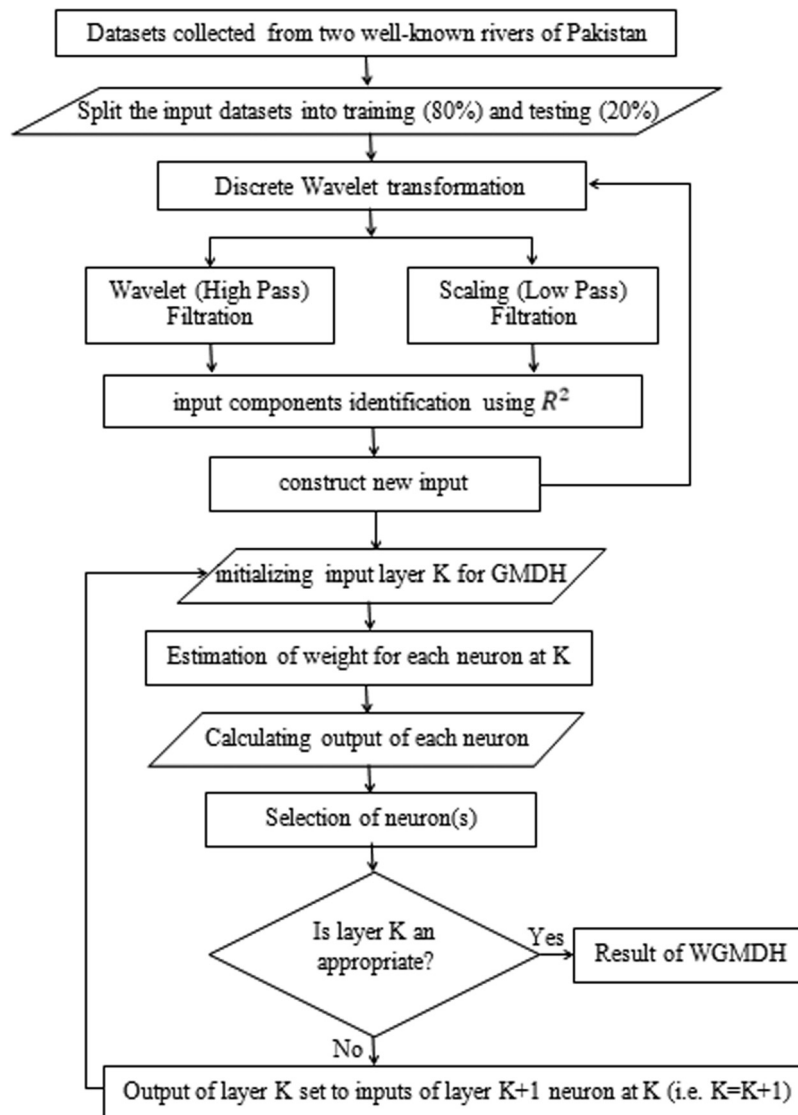 Datasets collected from two well-known rivers of Pakistan
Split the input datasets into training (80%) and testing (20%)
Discrete Wavelet transformation
Wavelet (High Pass)
Filtration
Scaling (Low Pass)
Filtration
input components identification using R²
construct new input
initializing input layer K for GMDH
Estimation of weight for each neuron at K
Calculating output of each neuron
Selection of neuron(s)
Is layer K an
appropriate?
Yes
Result of WGMDH
No
Output of layer K set to inputs of layer K+1 neuron at K (i.e. K=K+1)